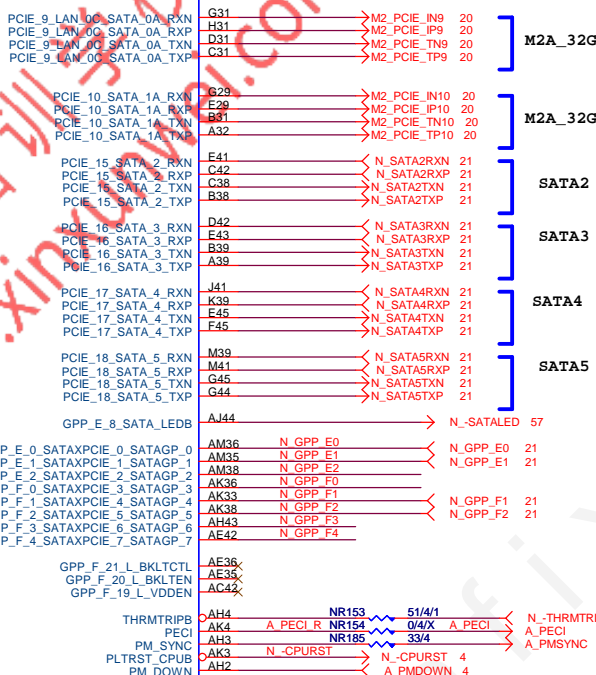 PCIE_9_LAN_0C_SATA_0A_RXN G31 M2_PCIE_IN9 20
PCIE_9_LAN_0C_SATA_0A_RXP H31 M2_PCIE_IP9 20
PCIE_9_LAN_0C_SATA_0A_TXN D31 M2_PCIE_TN9 20
PCIE_9_LAN_0C_SATA_0A_TXP C31 M2_PCIE_TP9 20
M2A_32G
PCIE_10_SATA_1A_RXN G29 M2_PCIE_IN10 20
PCIE_10_SATA_1A_RXP E29 M2_PCIE_IP10 20
PCIE_10_SATA_1A_TXN B31 M2_PCIE_TN10 20
PCIE_10_SATA_1A_TXP A32 M2_PCIE_TP10 20
M2A_32G
PCIE_15_SATA_2_RXN E41 N_SATA2RXN 21
PCIE_15_SATA_2_RXP C42 N_SATA2RXP 21
PCIE_15_SATA_2_TXN C38 N_SATA2TXN 21
PCIE_15_SATA_2_TXP B38 N_SATA2TXP 21
SATA2
PCIE_16_SATA_3_RXN D42 N_SATA3RXN 21
PCIE_16_SATA_3_RXP E43 N_SATA3RXP 21
PCIE_16_SATA_3_TXN B39 N_SATA3TXN 21
PCIE_16_SATA_3_TXP A39 N_SATA3TXP 21
SATA3
PCIE_17_SATA_4_RXN J41 N_SATA4RXN 21
PCIE_17_SATA_4_RXP K39 N_SATA4RXP 21
PCIE_17_SATA_4_TXN E45 N_SATA4TXN 21
PCIE_17_SATA_4_TXP F45 N_SATA4TXP 21
SATA4
PCIE_18_SATA_5_RXN M39 N_SATA5RXN 21
PCIE_18_SATA_5_RXP M41 N_SATA5RXP 21
PCIE_18_SATA_5_TXN G45 N_SATA5TXN 21
PCIE_18_SATA_5_TXP G44 N_SATA5TXP 21
SATA5
GPP_E_8_SATA_LEDB AJ44 N_-SATALED 57
P_E_0_SATAXPCIE_0_SATAGP_0 AM36 N_GPP_E0 N_GPP_E0 21
P_E_1_SATAXPCIE_1_SATAGP_1 AM35 N_GPP_E1 N_GPP_E1 21
P_E_2_SATAXPCIE_2_SATAGP_2 AM38 N_GPP_E2
P_F_0_SATAXPCIE_3_SATAGP_3 AK36 N_GPP_F0
P_F_1_SATAXPCIE_4_SATAGP_4 AK33 N_GPP_F1 N_GPP_F1 21
P_F_2_SATAXPCIE_5_SATAGP_5 AK38 N_GPP_F2 N_GPP_F2 21
P_F_3_SATAXPCIE_6_SATAGP_6 AH43 N_GPP_F3
P_F_4_SATAXPCIE_7_SATAGP_7 AE42 N_GPP_F4
GPP_F_21_L_BKLTCTL AE36
GPP_F_20_L_BKLTEN AE35
GPP_F_19_L_VDDEN AC42
THRMTRIPB AH4 NR153 51/4/1 N_-THRMTRI
PECI AK4 A_PECI_R NR154 0/4/X A_PECI A_PECI
PM_SYNC AH3 NR185 33/4 A_PMSYNC
PLTRST_CPUB AK3 N_-CPURST N_-CPURST 4
PM_DOWN AH2 A_PMDOWN 4